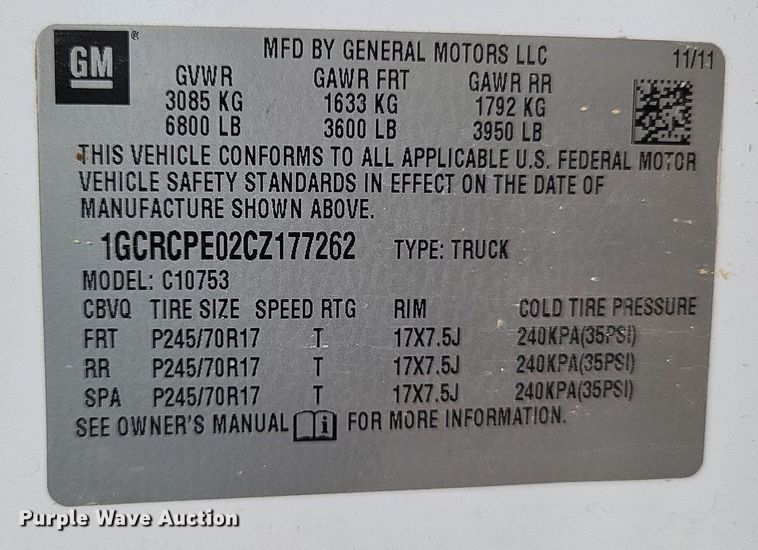 GM ®
MFD BY GENERAL MOTORS LLC 11/11
GVWR GAWR FRT GAWR RR
3085 KG 1633 KG 1792 KG
6800 LB 3600 LB 3950 LB
THIS VEHICLE CONFORMS TO ALL APPLICABLE U.S. FEDERAL MOTOR
VEHICLE SAFETY STANDARDS IN EFFECT ON THE DATE OF
MANUFACTURE SHOWN ABOVE.
1GCRCPE02CZ177262 TYPE: TRUCK
MODEL: C10753
CBVQ TIRE SIZE SPEED RTG RIM COLD TIRE PRESSURE
FRT P245/70R17 T 17X7.5J 240KPA(35PSI)
RR P245/70R17 T 17X7.5J 240KPA(35PSI)
SPA P245/70R17 T 17X7.5J 240KPA(35PSI)
SEE OWNER'S MANUAL i FOR MORE INFORMATION.
Purple Wave Auction